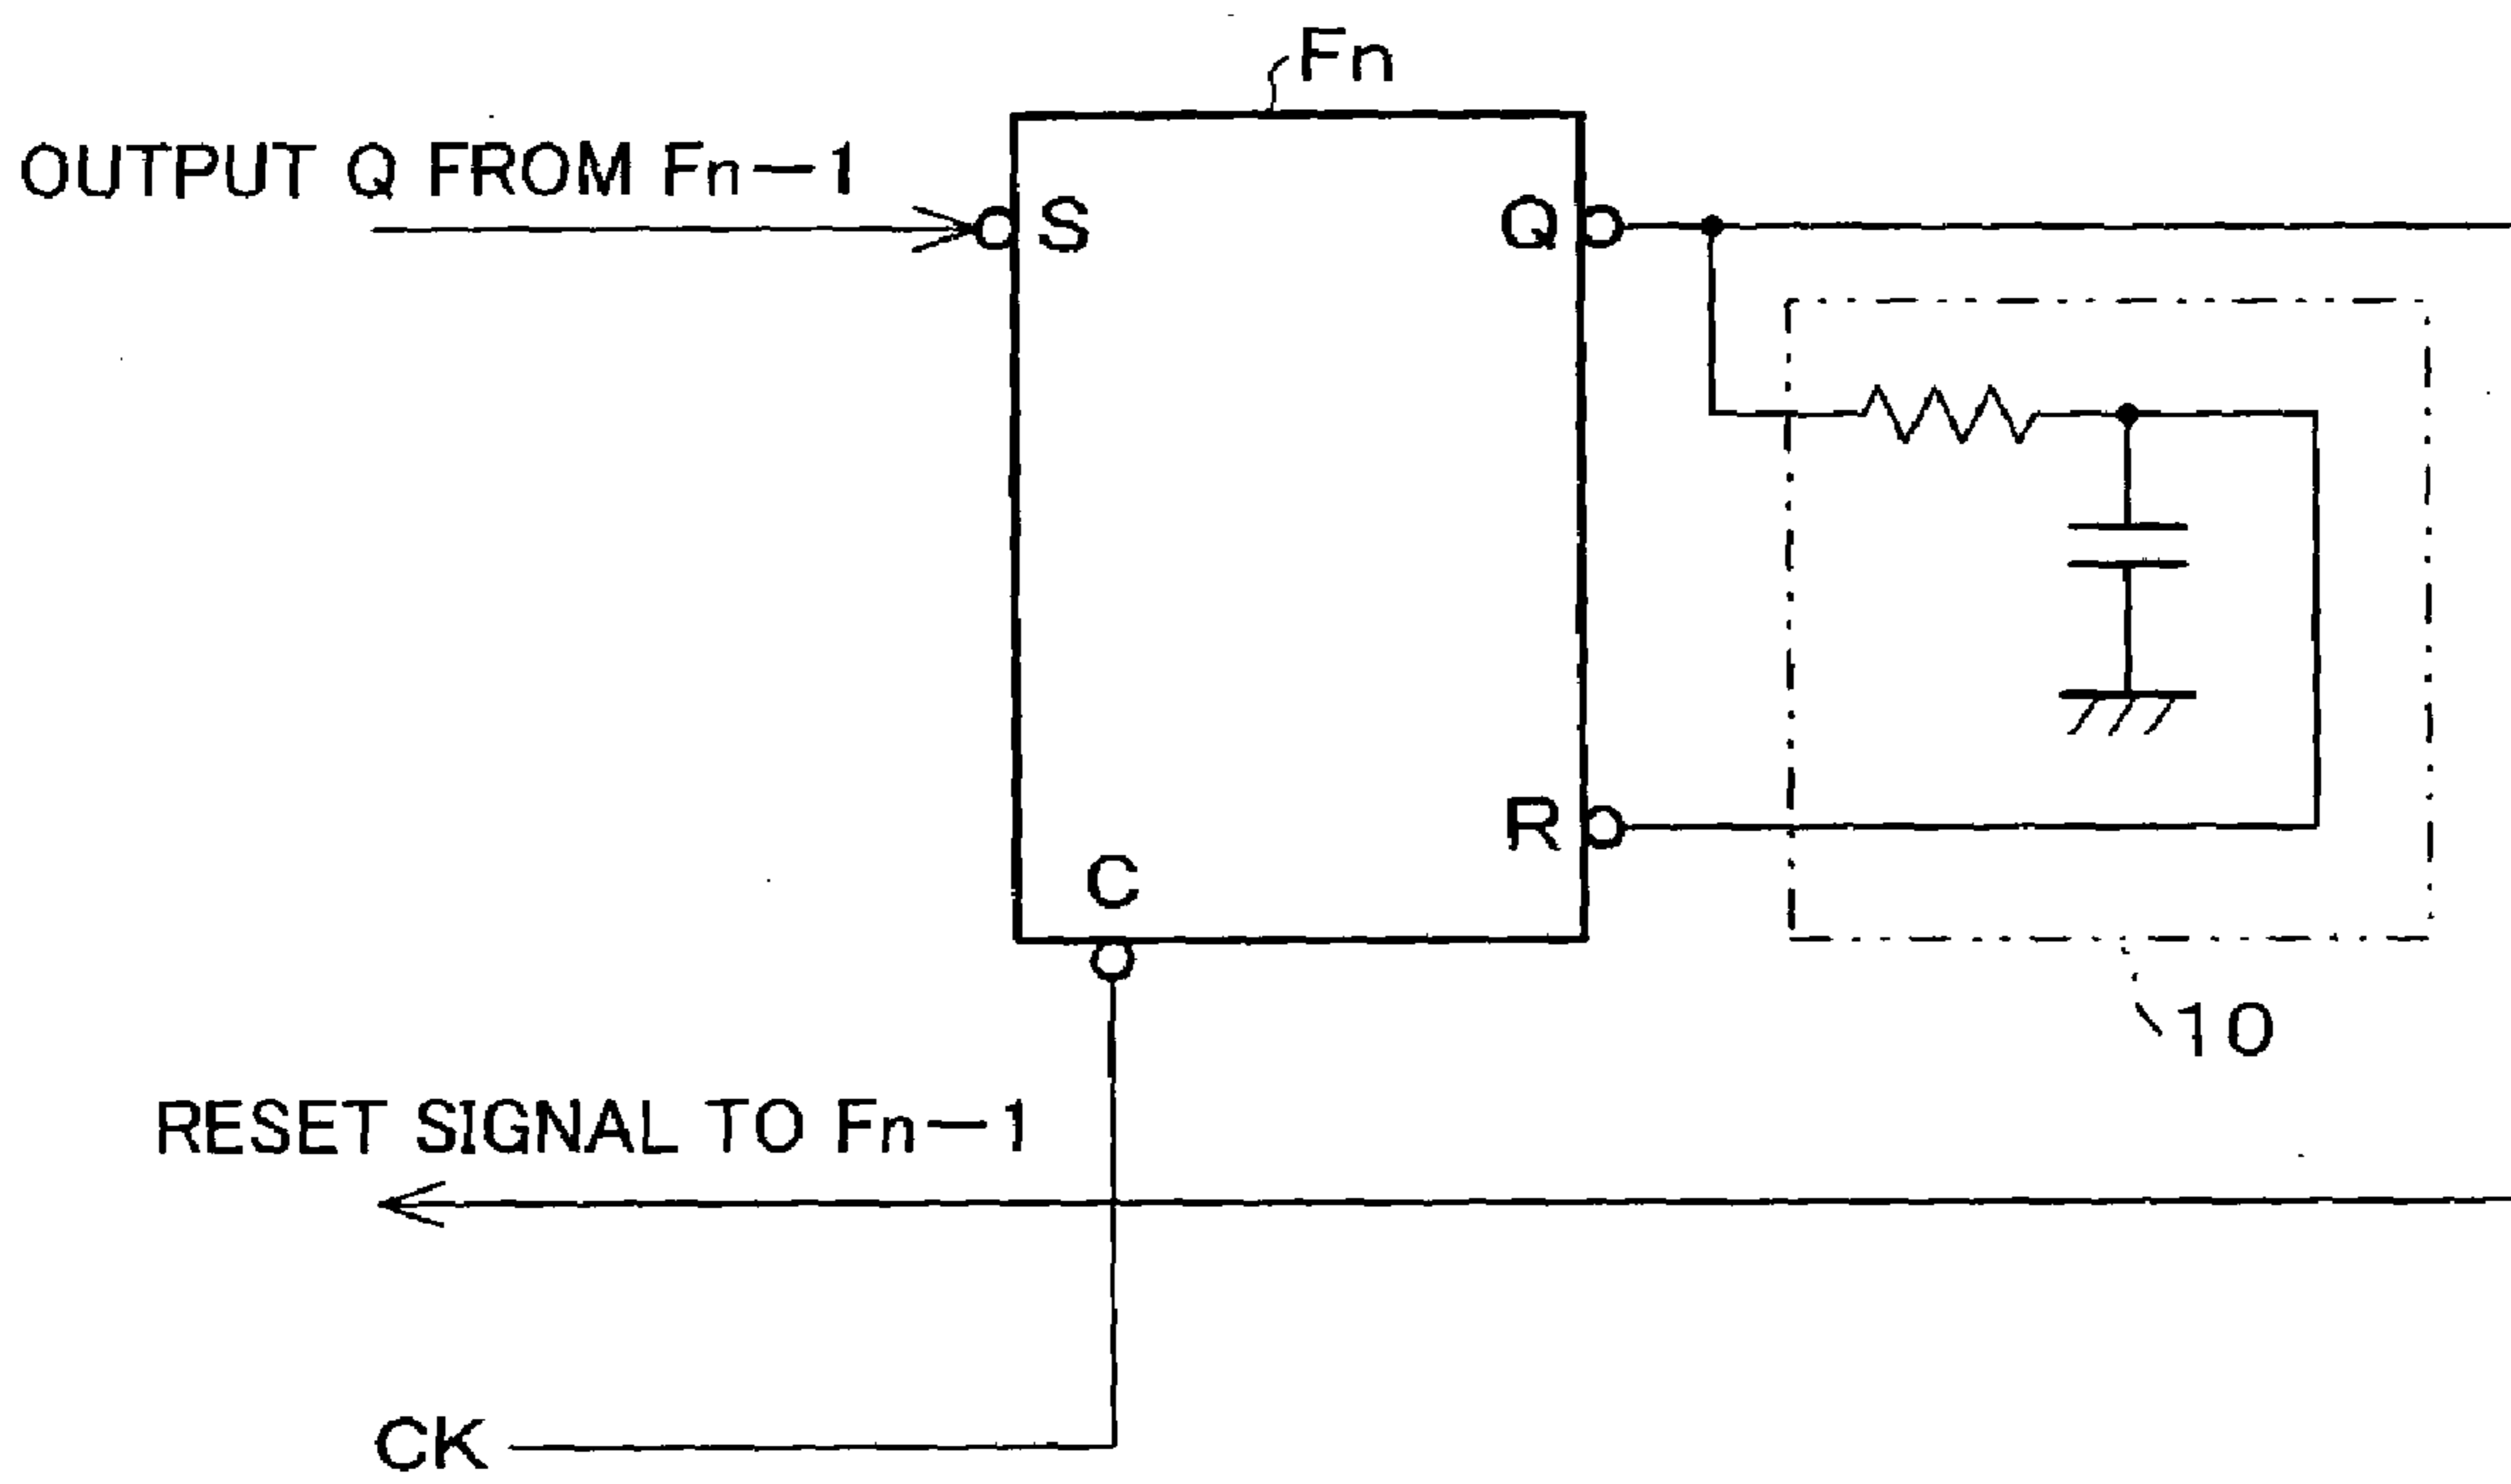 Fn
OUTPUT Q FROM Fn—1
S
Q
R
C
10
RESET SIGNAL TO Fn—1
CK